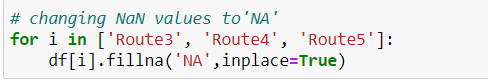 # changing NaN values to'NA'
for i in ['Route3', 'Route4', 'Route5']:
    df[i].fillna('NA',inplace=True)